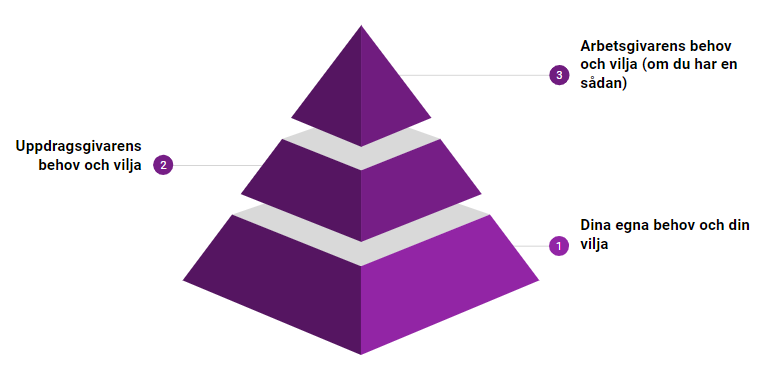 Arbetsgivarens behov
och vilja (om du har en
sådan)
3
Uppdragsgivarens
behov och vilja
2
Dina egna behov och din
vilja
1